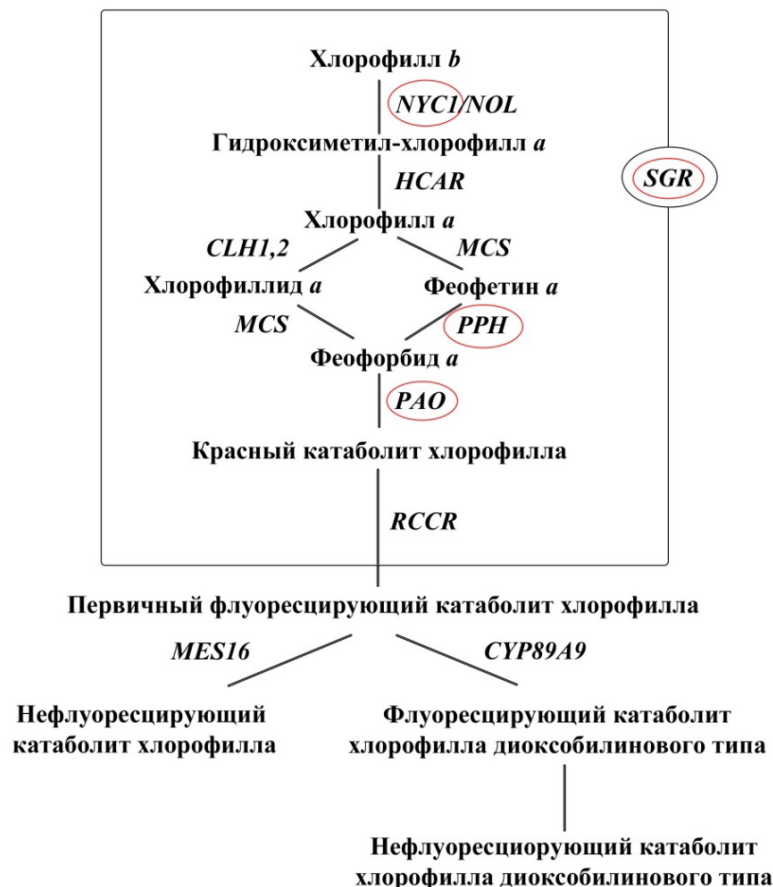 Хлорофилл b
NYC1/NOL
Гидроксиметил-хлорофилл a
HCAR
SGR
Хлорофилл a
CLH1,2
MCS
Хлорофиллид a
Феофетин a
MCS
PPH
Феофорбид a
PAO
Красный катаболит хлорофилла
RCCR
Первичный флуоресцирующий катаболит хлорофилла
MES16
CYP89A9
Нефлуоресцирующий
катаболит хлорофилла
Флуоресцирующий катаболит
хлорофилла диоксобилинового типа
Нефлуоресциорующий катаболит
хлорофилла диоксобилинового типа